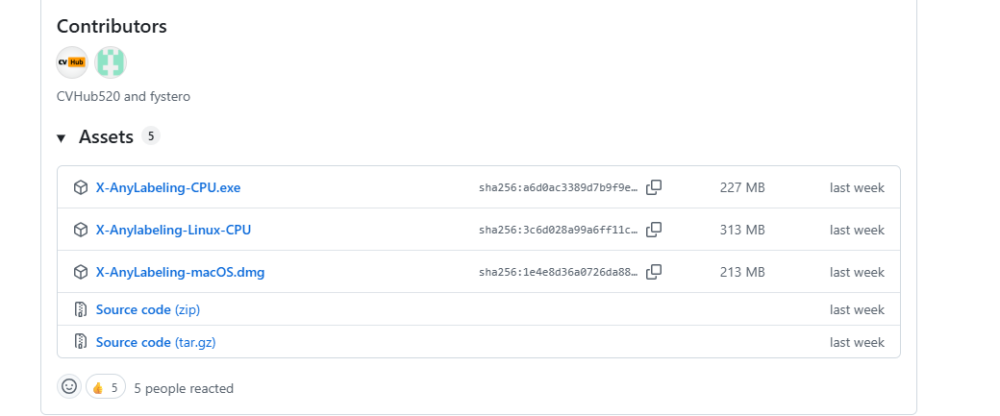 Contributors
CV Hub
CVHub520 and fystero
Assets 5
X-AnyLabeling-CPU.exe sha256:a6d0ac3389d7b9f9e… 227 MB last week
X-Anylabeling-Linux-CPU sha256:3c6d028a99a6ff11c… 313 MB last week
X-AnyLabeling-macOS.dmg sha256:1e4e8d36a0726da88… 213 MB last week
Source code (zip) last week
Source code (tar.gz) last week
👍 5 5 people reacted